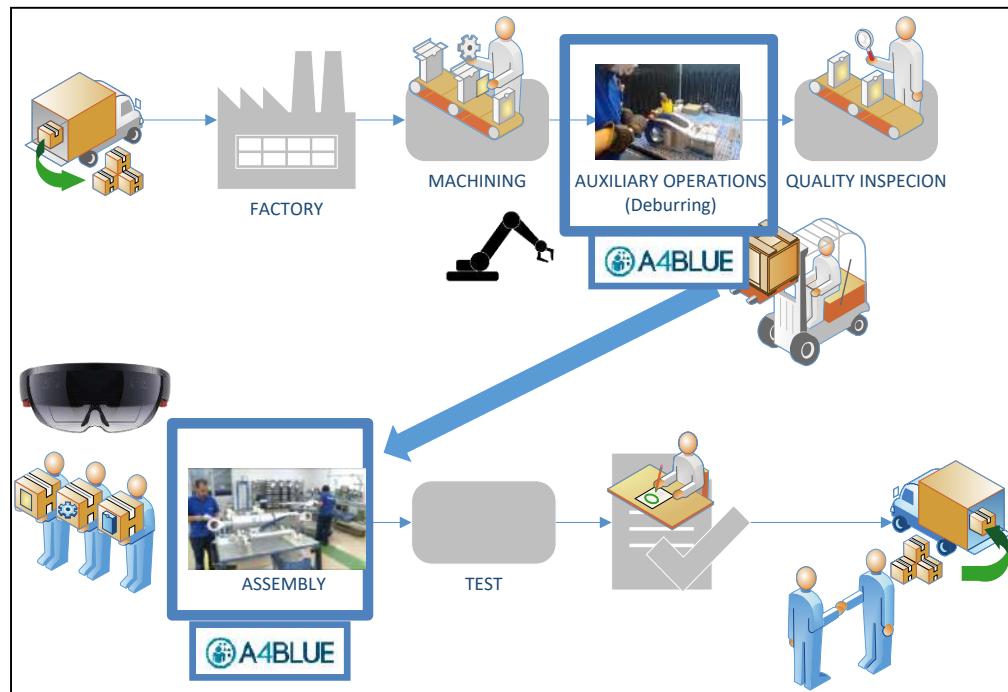 FACTORY
MACHINING
AUXILIARY OPERATIONS
(Deburring)
QUALITY INSPECION
A4BLUE
ASSEMBLY
TEST
A4BLUE